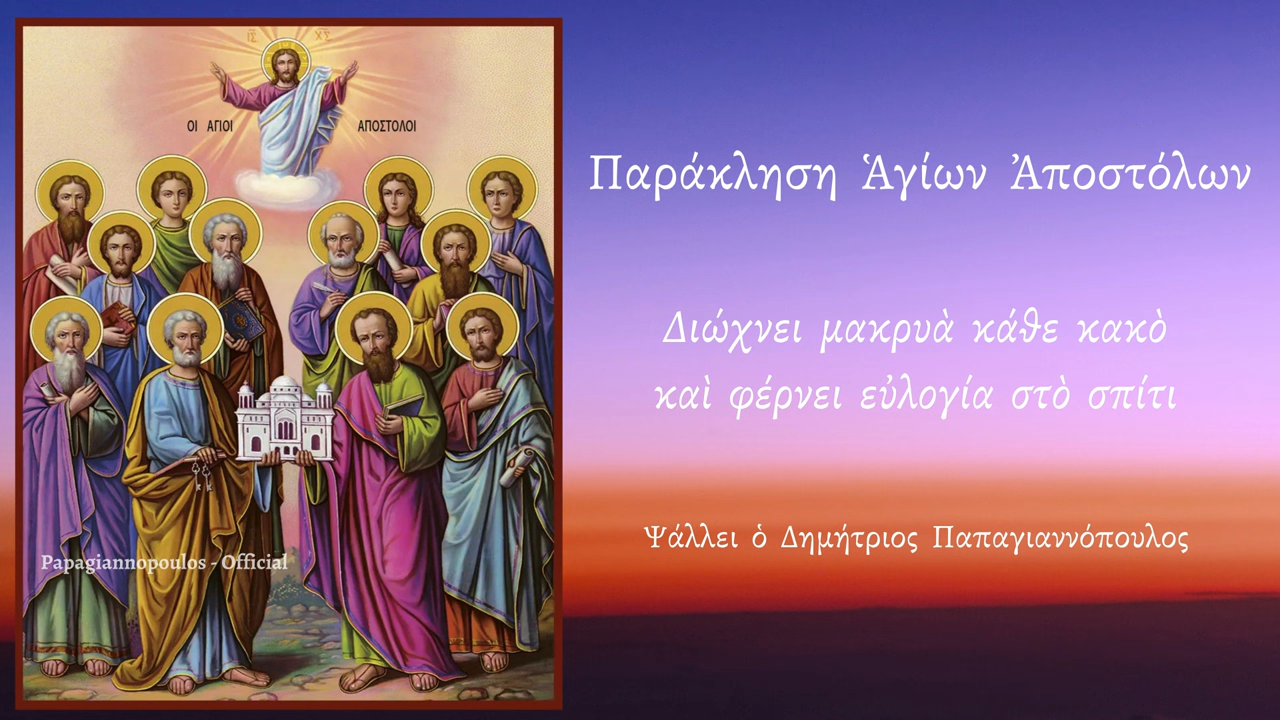 ΙΣ ΧΣ
ΟΙ ΑΓΙΟΙ ΑΠΟΣΤΟΛΟΙ
Παράκληση Ἁγίων Ἀποστόλων
Διώχνει μακρυὰ κάθε κακὸ
καὶ φέρνει εὐλογία στὸ σπίτι
Ψάλλει ὁ Δημήτριος Παπαγιαννόπουλος
Papagiannopoulos - Official